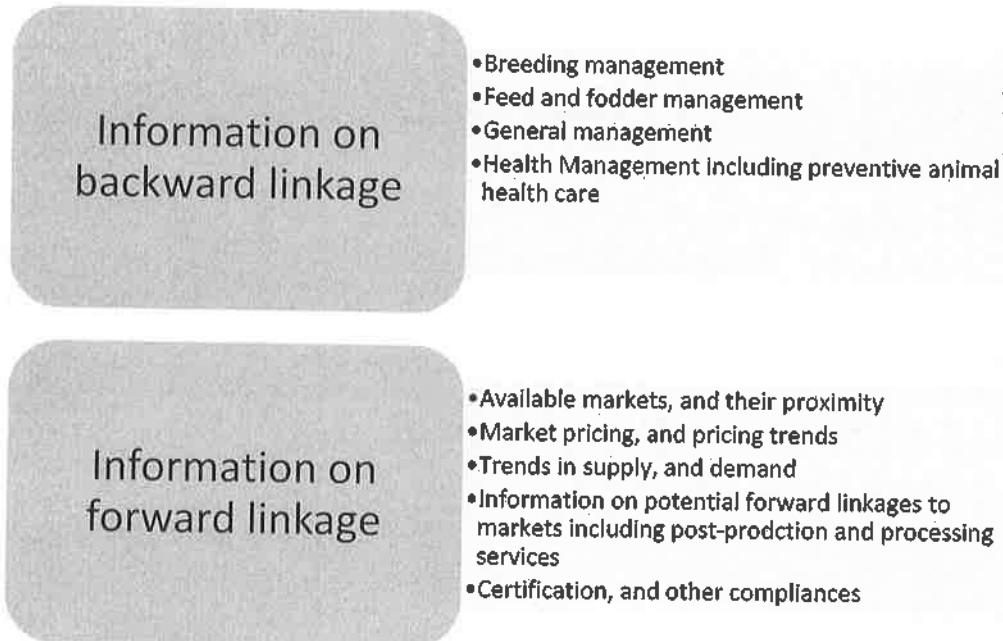 Information on
backward linkage
•Breeding management
•Feed and fodder management
•General management
•Health Management including preventive animal
health care
Information on
forward linkage
•Available markets, and their proximity
•Market pricing, and pricing trends
•Trends in supply, and demand
•Information on potential forward linkages to
markets including post-prodction and processing
services
•Certification, and other compliances